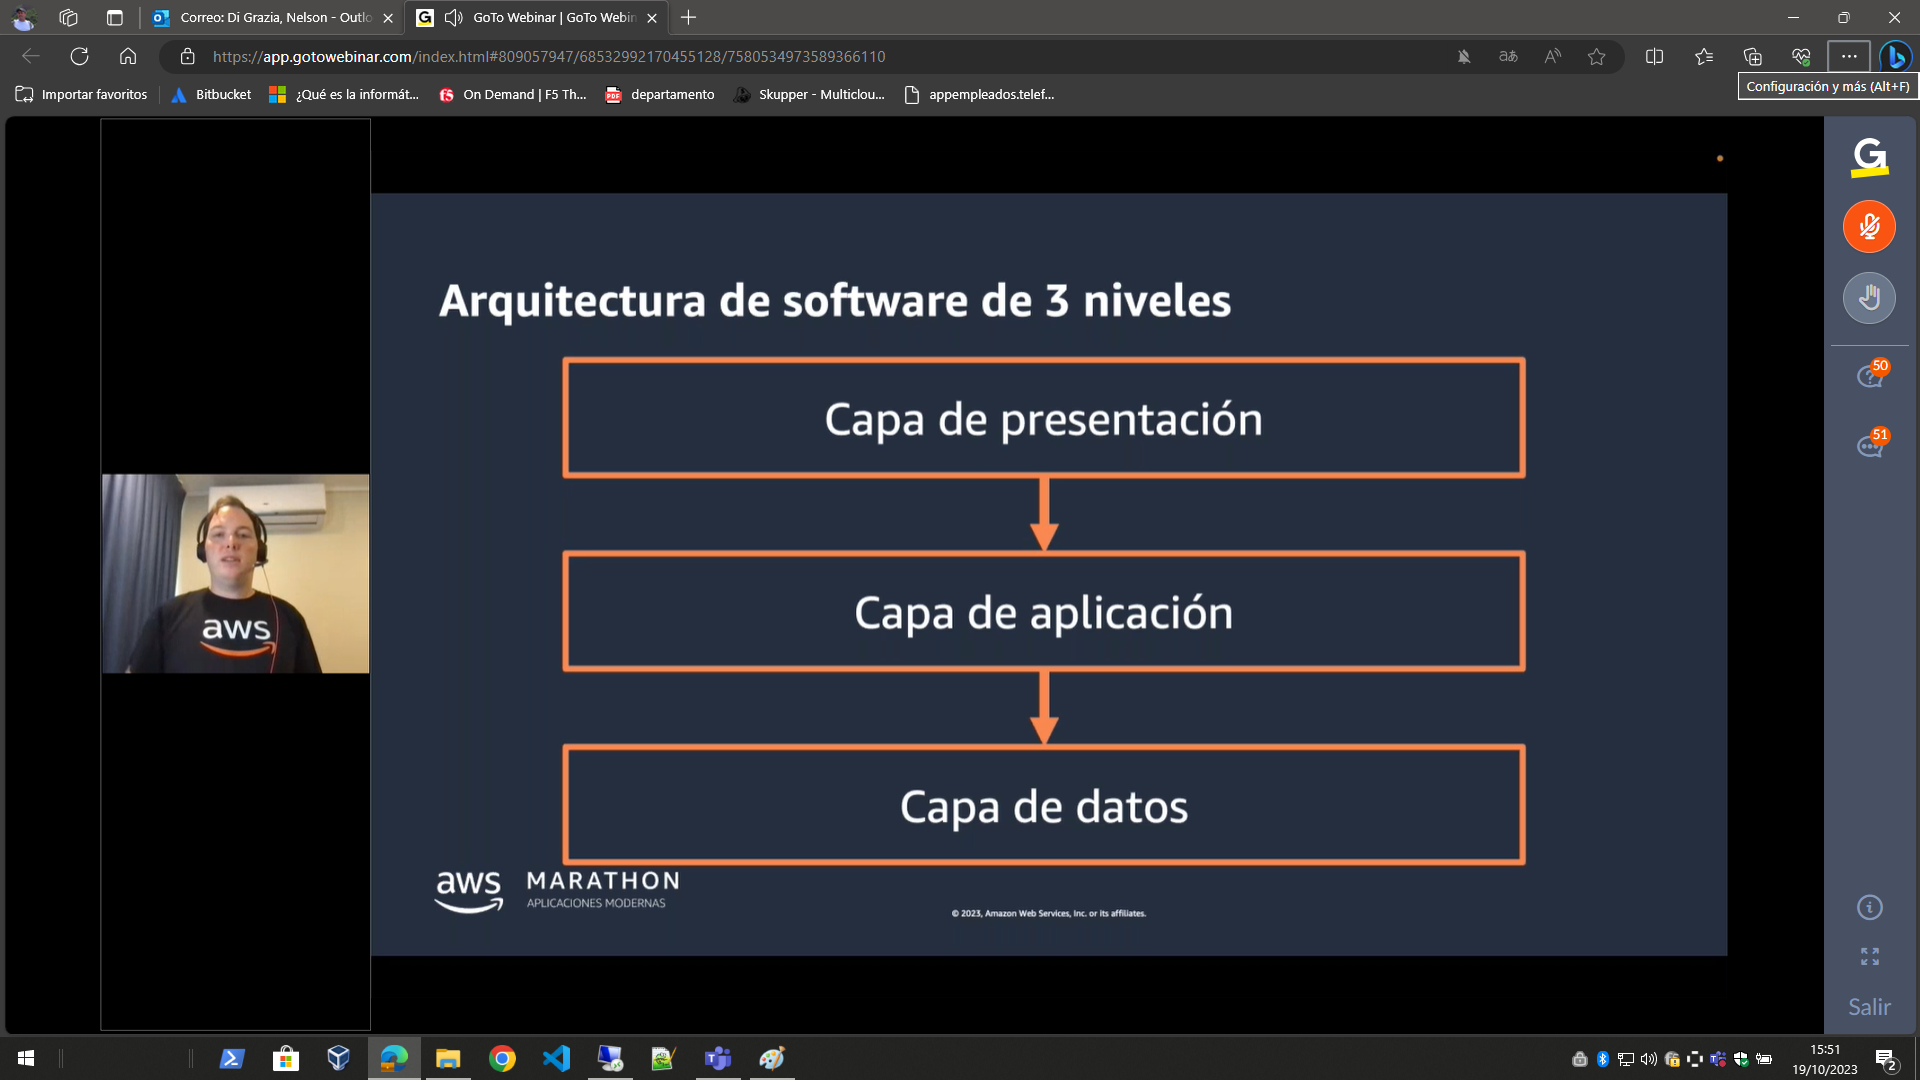 Correo: Di Grazia, Nelson - Outlo
GoTo Webinar | GoTo Webin
https://app.gotowebinar.com/index.html#809057947/68532992170455128/7580534973589366110
Configuración y más (Alt+F)
Importar favoritos
Bitbucket
¿Qué es la informát...
On Demand | F5 Th...
departamento
Skupper - Multiclou...
appempleados.telef...
Arquitectura de software de 3 niveles
Capa de presentación
Capa de aplicación
Capa de datos
aws
aws MARATHON
APLICACIONES MODERNAS
© 2023, Amazon Web Services, Inc. or its affiliates.
50
51
Salir
15:51
19/10/2023
2